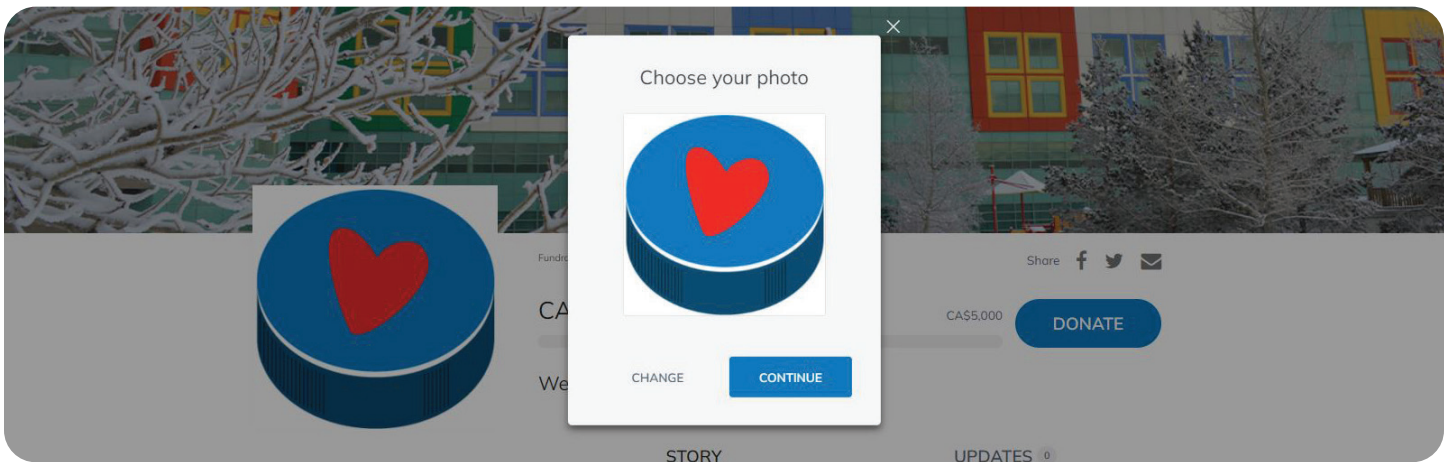 Choose your photo
Share
CA$5,000
DONATE
CHANGE
CONTINUE
STORY
UPDATES 0